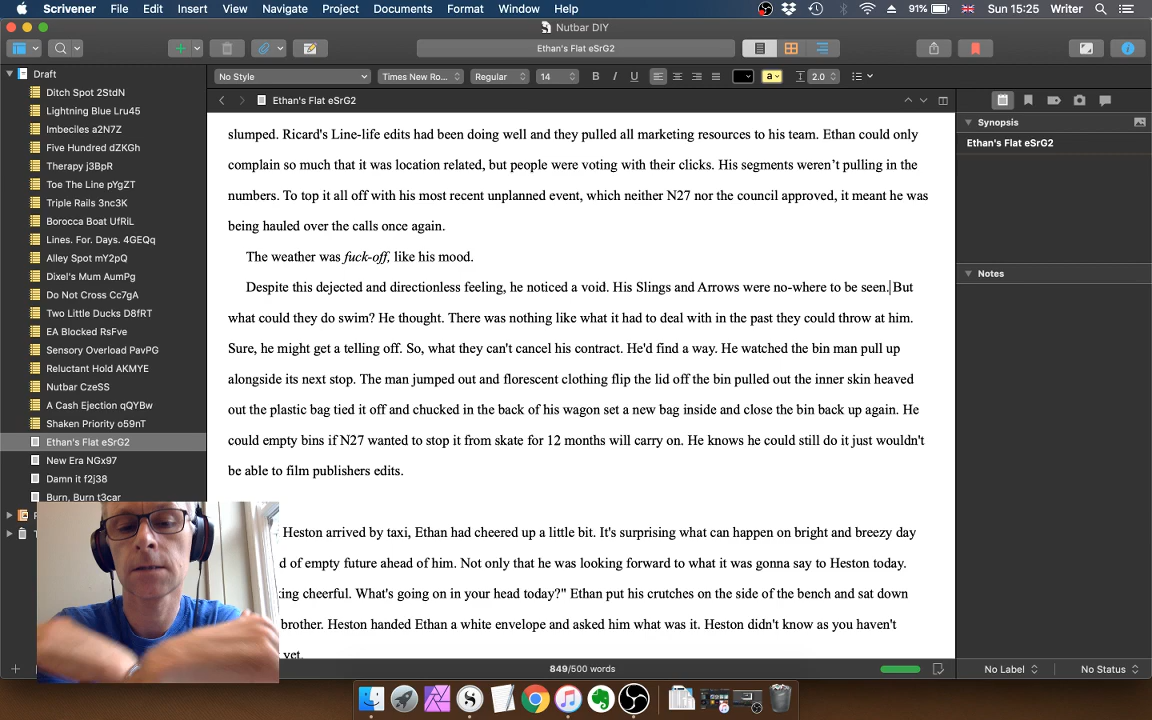 Scrivener File Edit Insert View Navigate Project Documents Format Window Help 91% Sun 15:25 Writer
Nutbar DIY
Ethan's Flat eSrG2
No Style Times New Ro... Regular 14 B I U a 2.0
Draft
Ditch Spot 2StdN
Lightning Blue Lru45
Imbeciles a2N7Z
Five Hundred dZKGh
Therapy j3BpR
Toe The Line pYgZT
Triple Rails 3nc3K
Borocca Boat UfRiL
Lines. For. Days. 4GEQq
Alley Spot mY2pQ
Dixel's Mum AumPg
Do Not Cross Cc7gA
Two Little Ducks D8fRT
EA Blocked RsFve
Sensory Overload PavPG
Reluctant Hold AKMYE
Nutbar CzeSS
A Cash Ejection qQYBw
Shaken Priority o59nT
Ethan's Flat eSrG2
New Era NGx97
Damn it f2j38
Burn, Burn t3car
Ethan's Flat eSrG2
slumped. Ricard's Line-life edits had been doing well and they pulled all marketing resources to his team. Ethan could only
complain so much that it was location related, but people were voting with their clicks. His segments weren't pulling in the
numbers. To top it all off with his most recent unplanned event, which neither N27 nor the council approved, it meant he was
being hauled over the calls once again.
The weather was fuck-off, like his mood.
Despite this dejected and directionless feeling, he noticed a void. His Slings and Arrows were no-where to be seen. But
what could they do swim? He thought. There was nothing like what it had to deal with in the past they could throw at him.
Sure, he might get a telling off. So, what they can't cancel his contract. He'd find a way. He watched the bin man pull up
alongside its next stop. The man jumped out and florescent clothing flip the lid off the bin pulled out the inner skin heaved
out the plastic bag tied it off and chucked in the back of his wagon set a new bag inside and close the bin back up again. He
could empty bins if N27 wanted to stop it from skate for 12 months will carry on. He knows he could still do it just wouldn't
be able to film publishers edits.
Heston arrived by taxi, Ethan had cheered up a little bit. It's surprising what can happen on bright and breezy day
d of empty future ahead of him. Not only that he was looking forward to what it was gonna say to Heston today.
king cheerful. What's going on in your head today?" Ethan put his crutches on the side of the bench and sat down
brother. Heston handed Ethan a white envelope and asked him what was it. Heston didn't know as you haven't
yet.
849/500 words
Synopsis
Ethan's Flat eSrG2
Notes
No Label
No Status